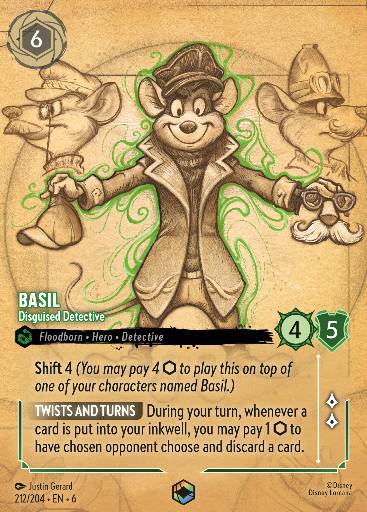 6
BASIL
Disguised Detective
Floodborn • Hero • Detective
4 5
Shift 4 (You may pay 4 ⬡ to play this on top of
one of your characters named Basil.)
TWISTS AND TURNS During your turn, whenever a
card is put into your inkwell, you may pay 1 ⬡ to
have chosen opponent choose and discard a card.
Justin Gerard
212/204 • EN • 6
©Disney
Disney Lorcana